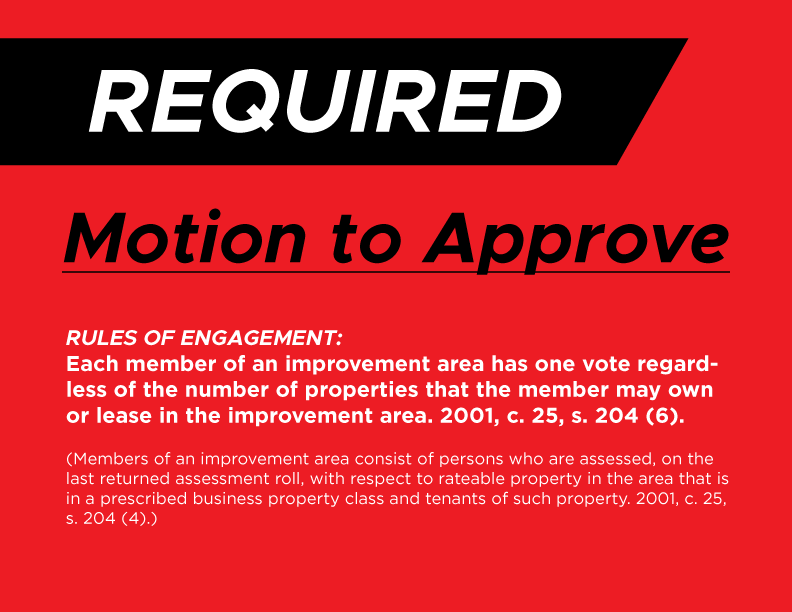 REQUIRED
Motion to Approve
RULES OF ENGAGEMENT:
Each member of an improvement area has one vote regard-
less of the number of properties that the member may own
or lease in the improvement area. 2001, c. 25, s. 204 (6).
(Members of an improvement area consist of persons who are assessed, on the
last returned assessment roll, with respect to rateable property in the area that is
in a prescribed business property class and tenants of such property. 2001, c. 25,
s. 204 (4).)